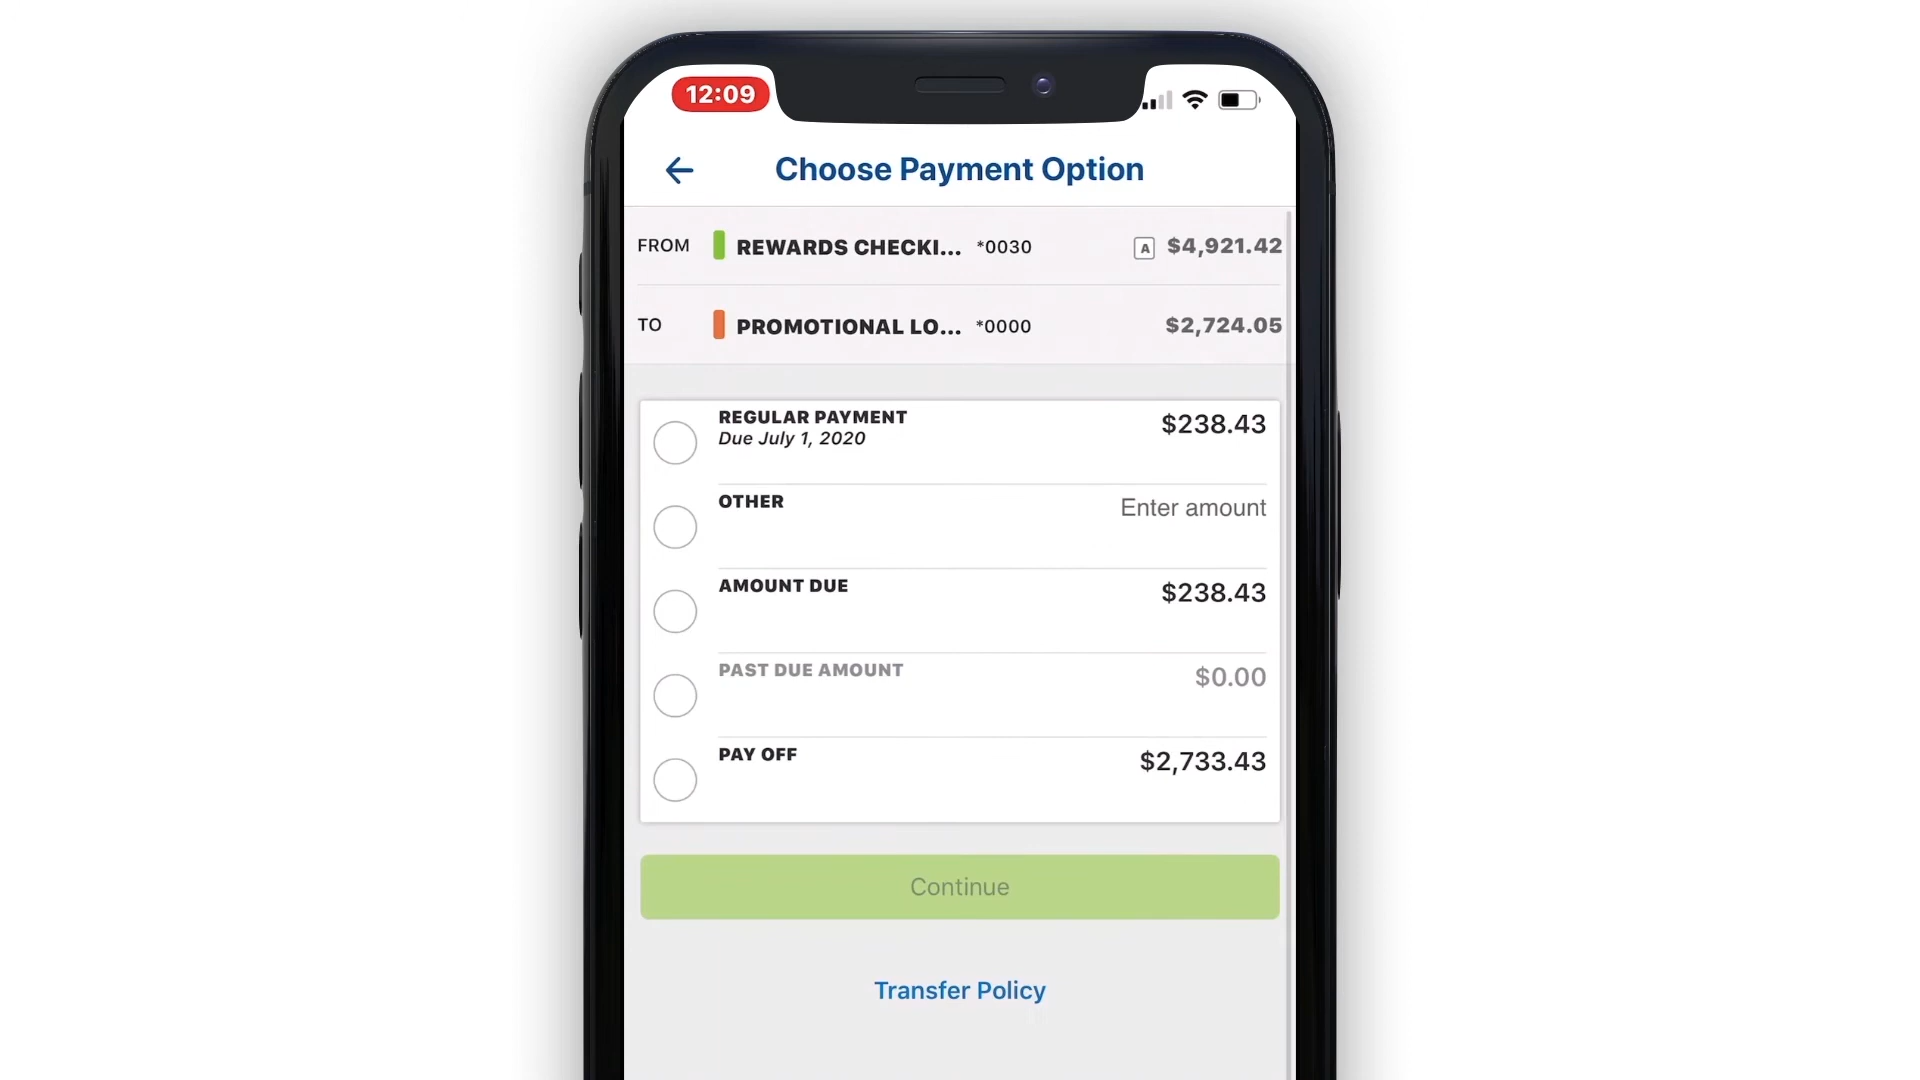 12:09
Choose Payment Option
FROM REWARDS CHECKI... *0030 A $4,921.42
TO PROMOTIONAL LO... *0000 $2,724.05
REGULAR PAYMENT $238.43
Due July 1, 2020
OTHER Enter amount
AMOUNT DUE $238.43
PAST DUE AMOUNT $0.00
PAY OFF $2,733.43
Continue
Transfer Policy